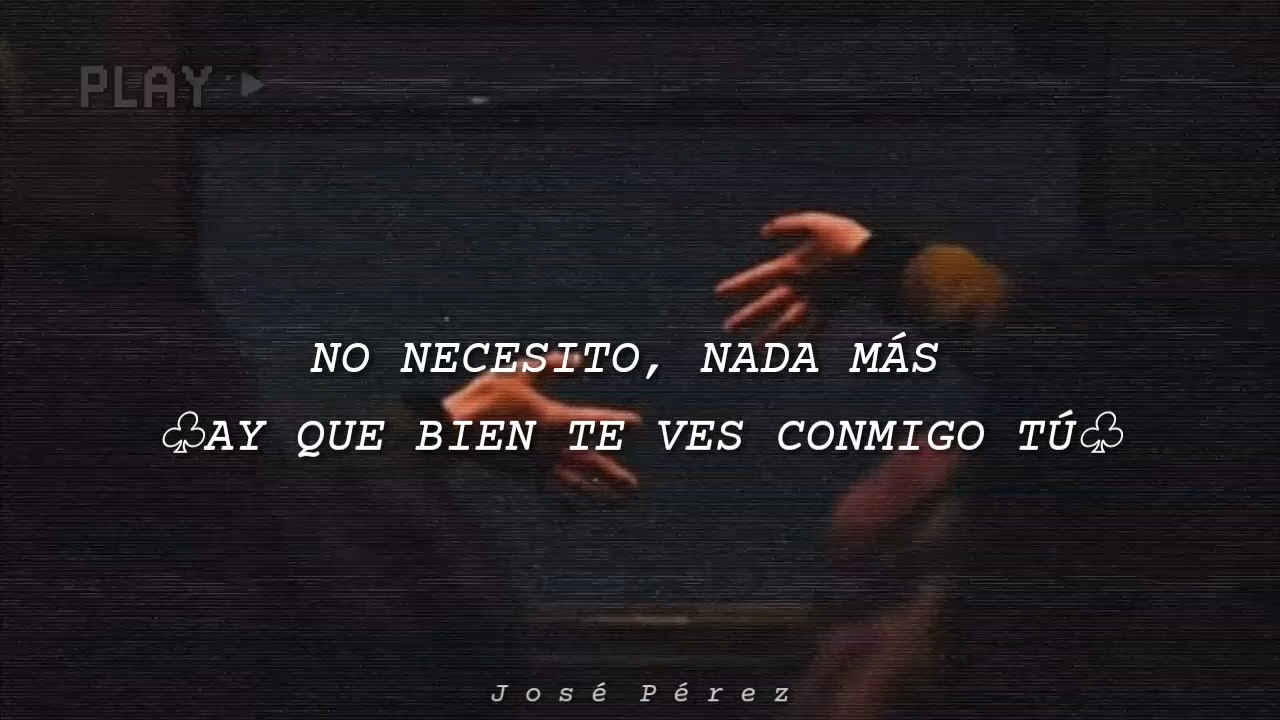 PLAY
NO NECESITO, NADA MÁS
♧AY QUE BIEN TE VES CONMIGO TÚ♧
José Pérez